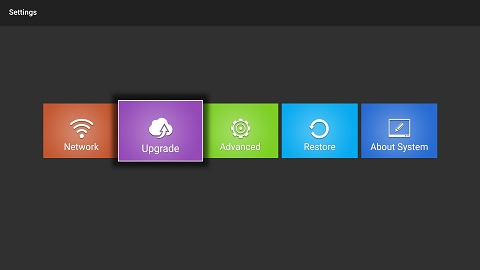 Settings
Network
Upgrade
Advanced
Restore
About System